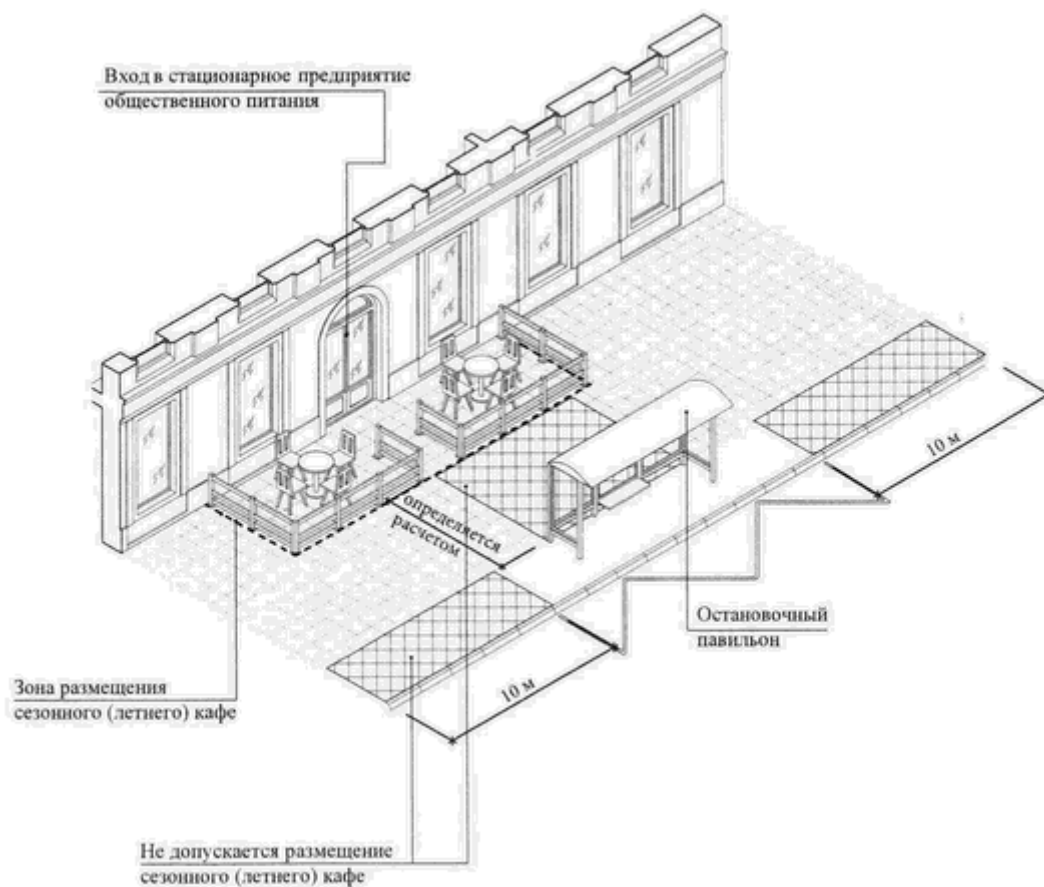 Вход в стационарное предприятие
общественного питания
10 м
определяется
расчетом
Остановочный
павильон
Зона размещения
сезонного (летнего) кафе
10 м
Не допускается размещение
сезонного (летнего) кафе